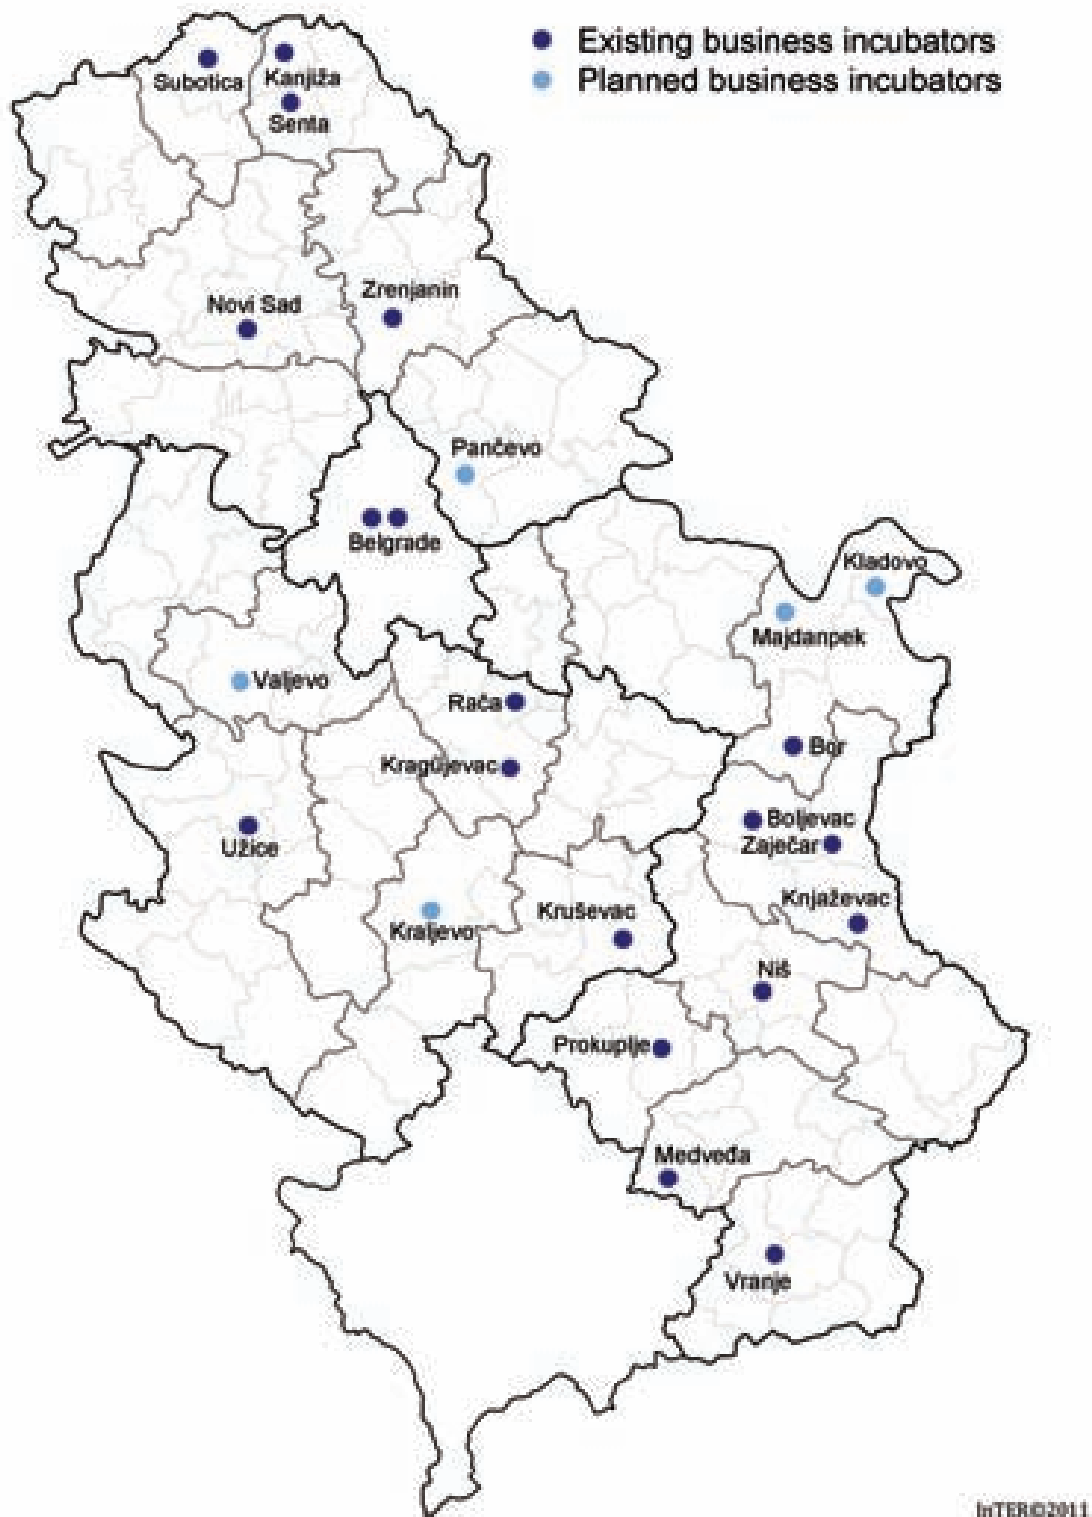 Existing business incubators
Planned business incubators
Subotica
Kanjiža
Senta
Novi Sad
Zrenjanin
Pančevo
Belgrade
Kladovo
Majdanpek
Valjevo
Rača
Bor
Kragujevac
Boljevac
Užice
Zaječar
Knjaževac
Kruševac
Kraljevo
Niš
Prokuplje
Medveđa
Vranje
InTER©2011